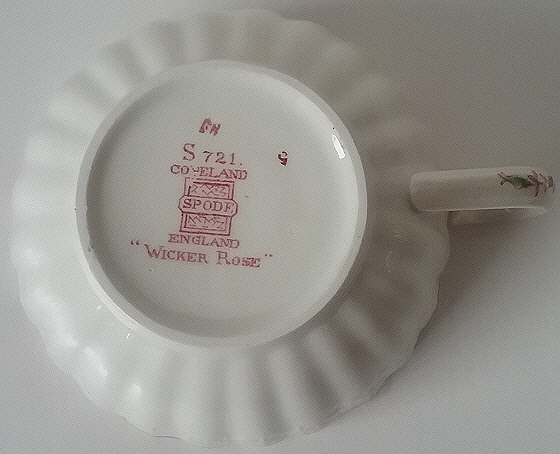 S 721.
COPELAND
SPODE
ENGLAND
"WICKER ROSE"